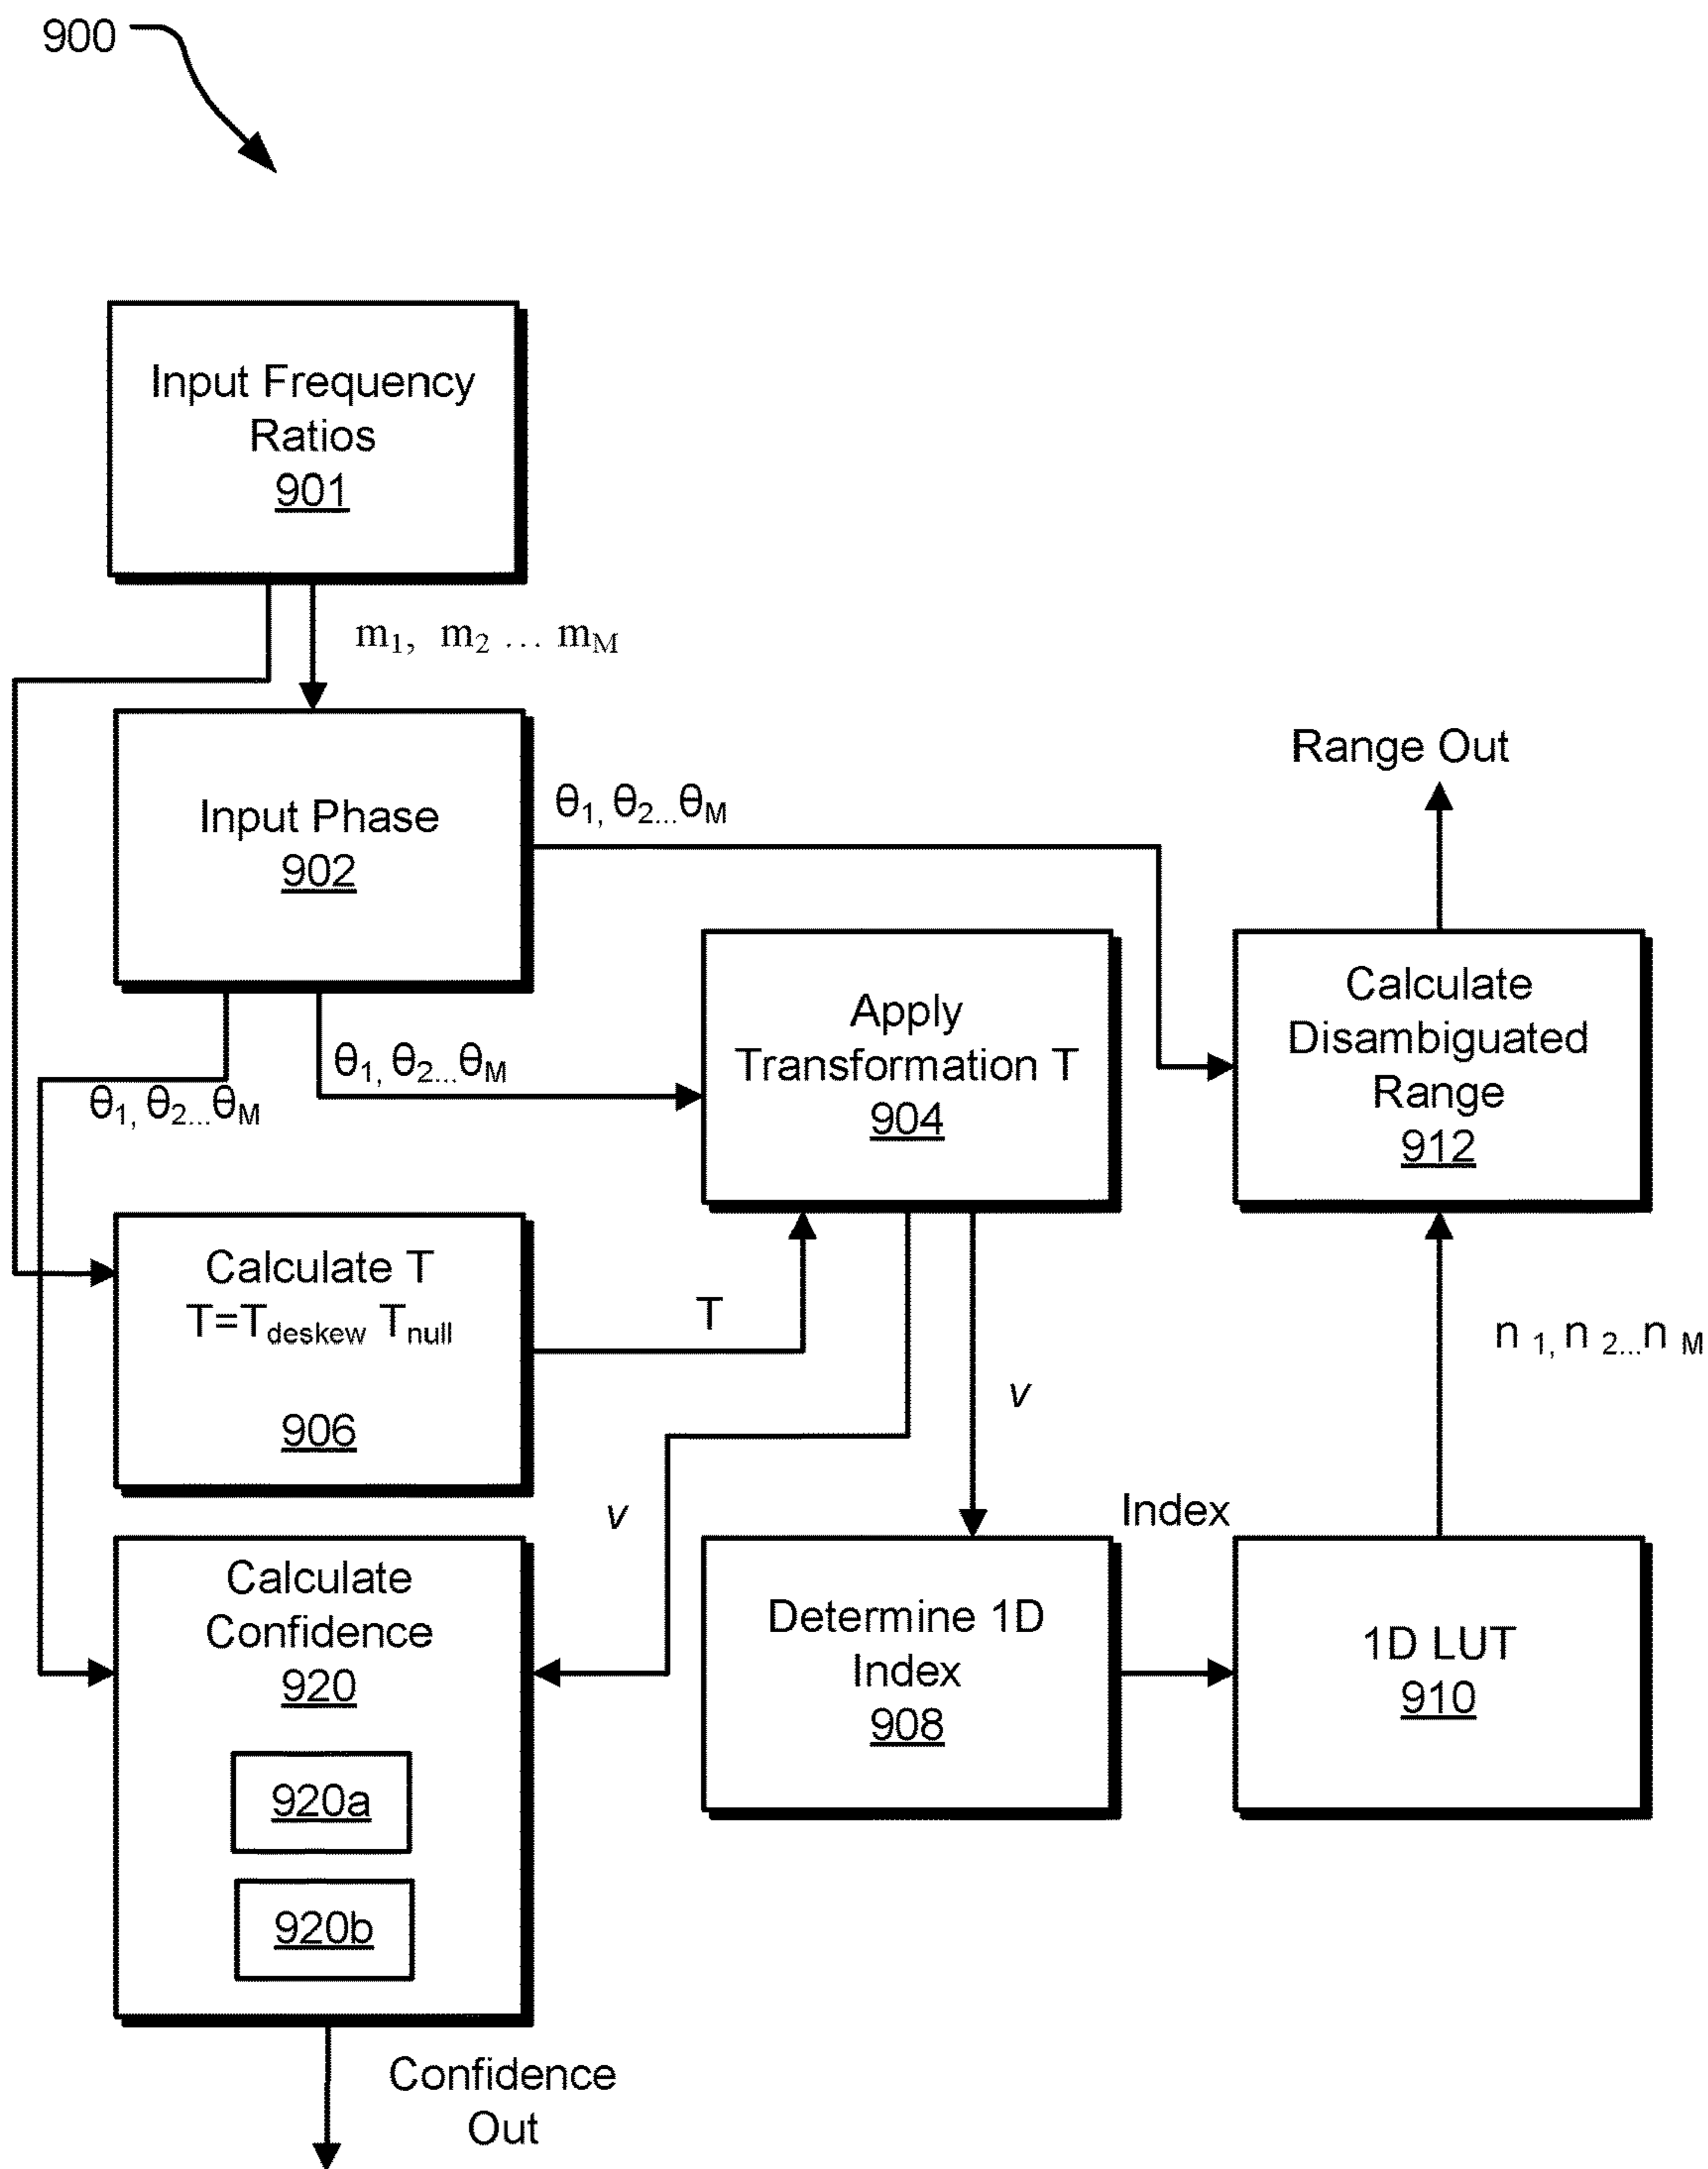 900
Input Frequency
Ratios
901
m1, m2 ... mM
Input Phase
902
θ1, θ2...θM
Range Out
Apply
Transformation T
904
Calculate
Disambiguated
Range
912
θ1, θ2...θM
θ1, θ2...θM
Calculate T
T=Tdeskew Tnull
906
T
n 1, n 2...n M
v
v
Index
Calculate
Confidence
920
920a
920b
Determine 1D
Index
908
1D LUT
910
Confidence
Out